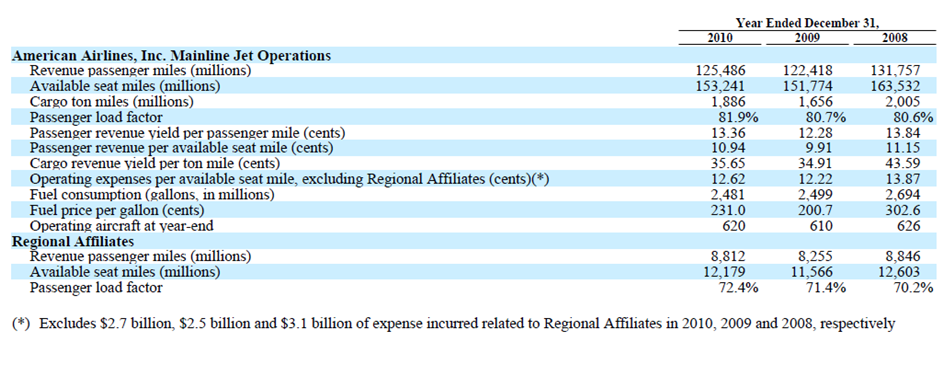 Year Ended December 31,
2010 2009 2008
American Airlines, Inc. Mainline Jet Operations
Revenue passenger miles (millions) 125,486 122,418 131,757
Available seat miles (millions) 153,241 151,774 163,532
Cargo ton miles (millions) 1,886 1,656 2,005
Passenger load factor 81.9% 80.7% 80.6%
Passenger revenue yield per passenger mile (cents) 13.36 12.28 13.84
Passenger revenue per available seat mile (cents) 10.94 9.91 11.15
Cargo revenue yield per ton mile (cents) 35.65 34.91 43.59
Operating expenses per available seat mile, excluding Regional Affiliates (cents)(*) 12.62 12.22 13.87
Fuel consumption (gallons, in millions) 2,481 2,499 2,694
Fuel price per gallon (cents) 231.0 200.7 302.6
Operating aircraft at year-end 620 610 626
Regional Affiliates
Revenue passenger miles (millions) 8,812 8,255 8,846
Available seat miles (millions) 12,179 11,566 12,603
Passenger load factor 72.4% 71.4% 70.2%
(*) Excludes $2.7 billion, $2.5 billion and $3.1 billion of expense incurred related to Regional Affiliates in 2010, 2009 and 2008, respectively